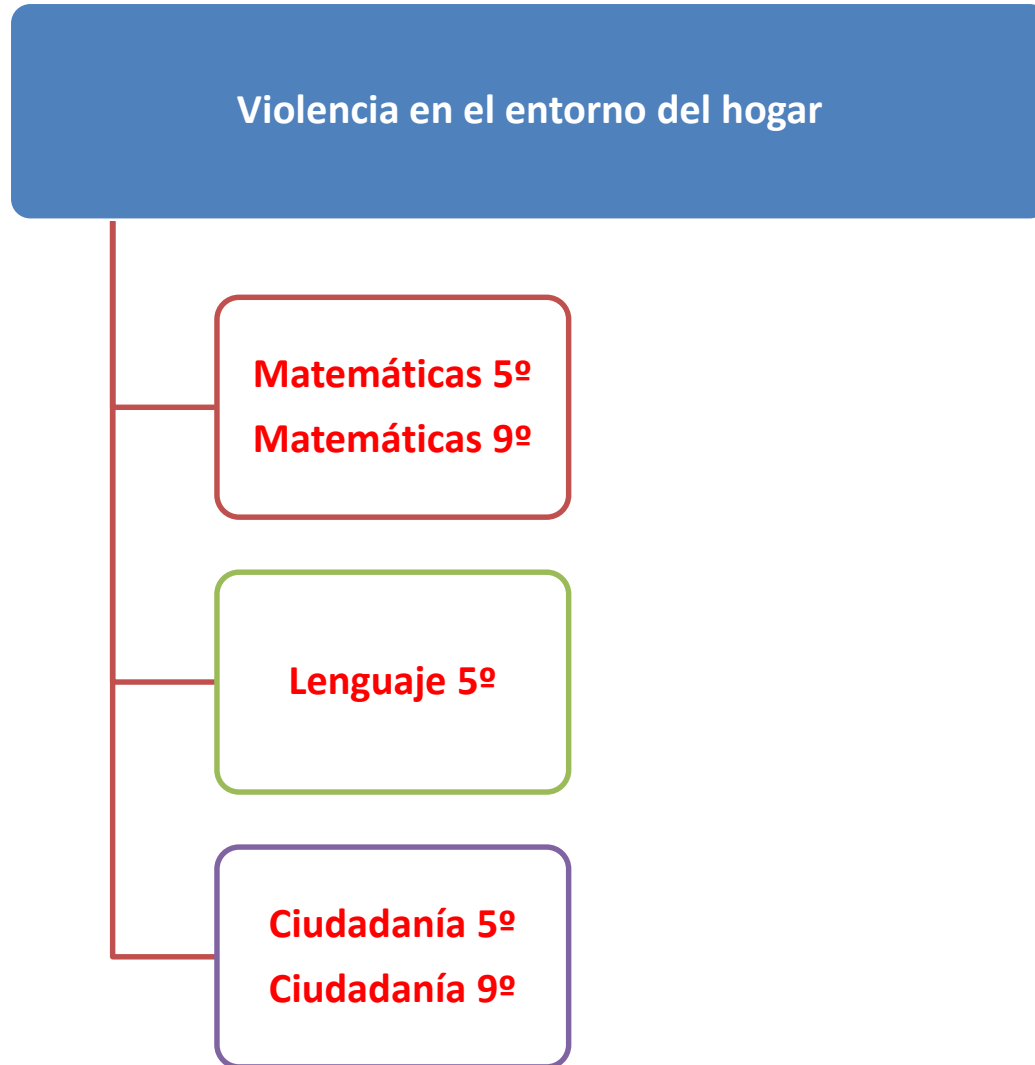 Violencia en el entorno del hogar
Matemáticas 5º
Matemáticas 9º
Lenguaje 5º
Ciudadanía 5º
Ciudadanía 9º